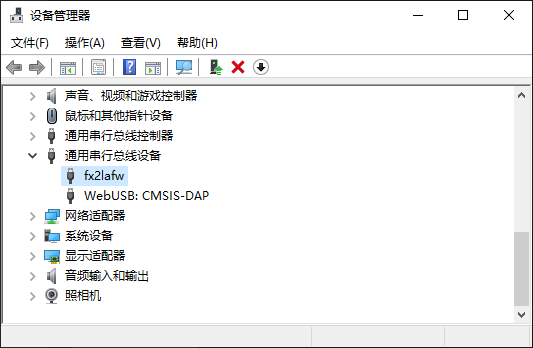 设备管理器
文件(F) 操作(A) 查看(V) 帮助(H)
声音、视频和游戏控制器
鼠标和其他指针设备
通用串行总线控制器
通用串行总线设备
fx2lafw
WebUSB: CMSIS-DAP
网络适配器
系统设备
显示适配器
音频输入和输出
照相机